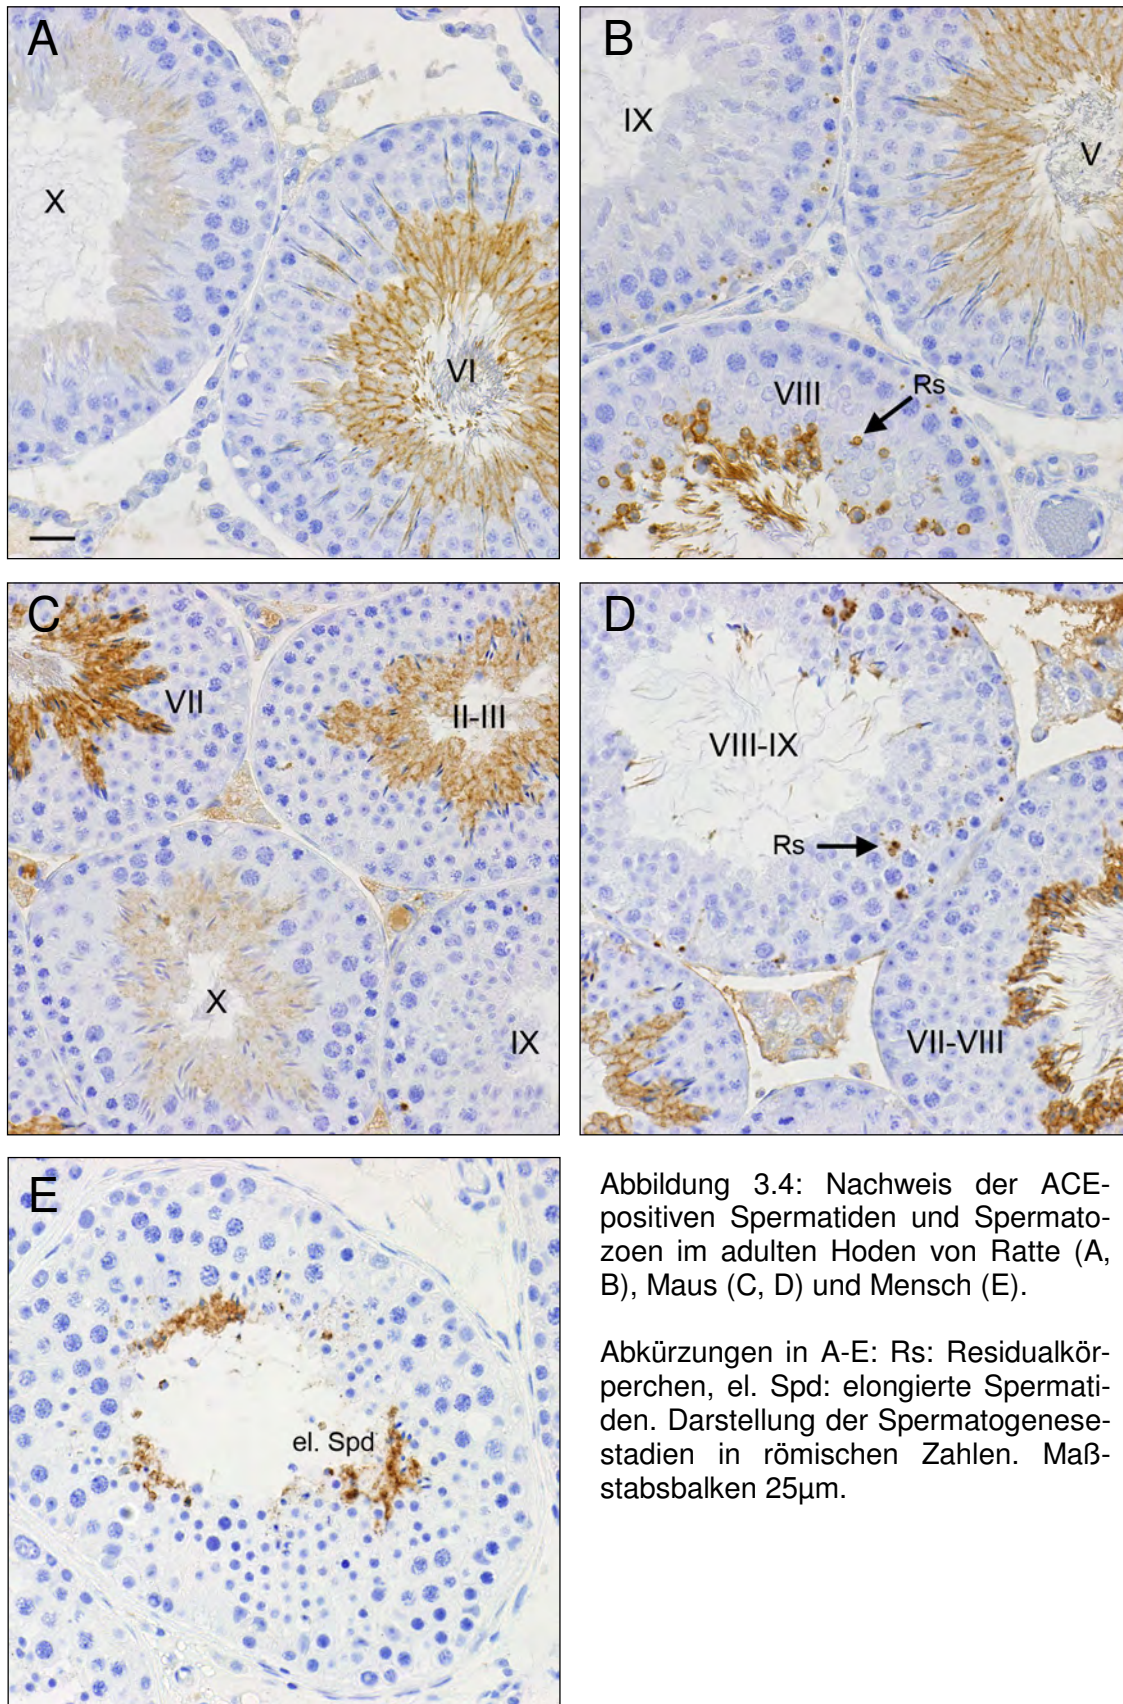 A
X
VI
B
IX
V
VIII
Rs
C
VII
II-III
X
IX
D
VIII-IX
Rs
VII-VIII
E
el. Spd
Abbildung 3.4: Nachweis der ACE-
positiven Spermatiden und Spermato-
zoen im adulten Hoden von Ratte (A,
B), Maus (C, D) und Mensch (E).
Abkürzungen in A-E: Rs: Residualkör-
perchen, el. Spd: elongierte Spermati-
den. Darstellung der Spermatogenese-
stadien in römischen Zahlen. Maß-
stabsbalken 25µm.